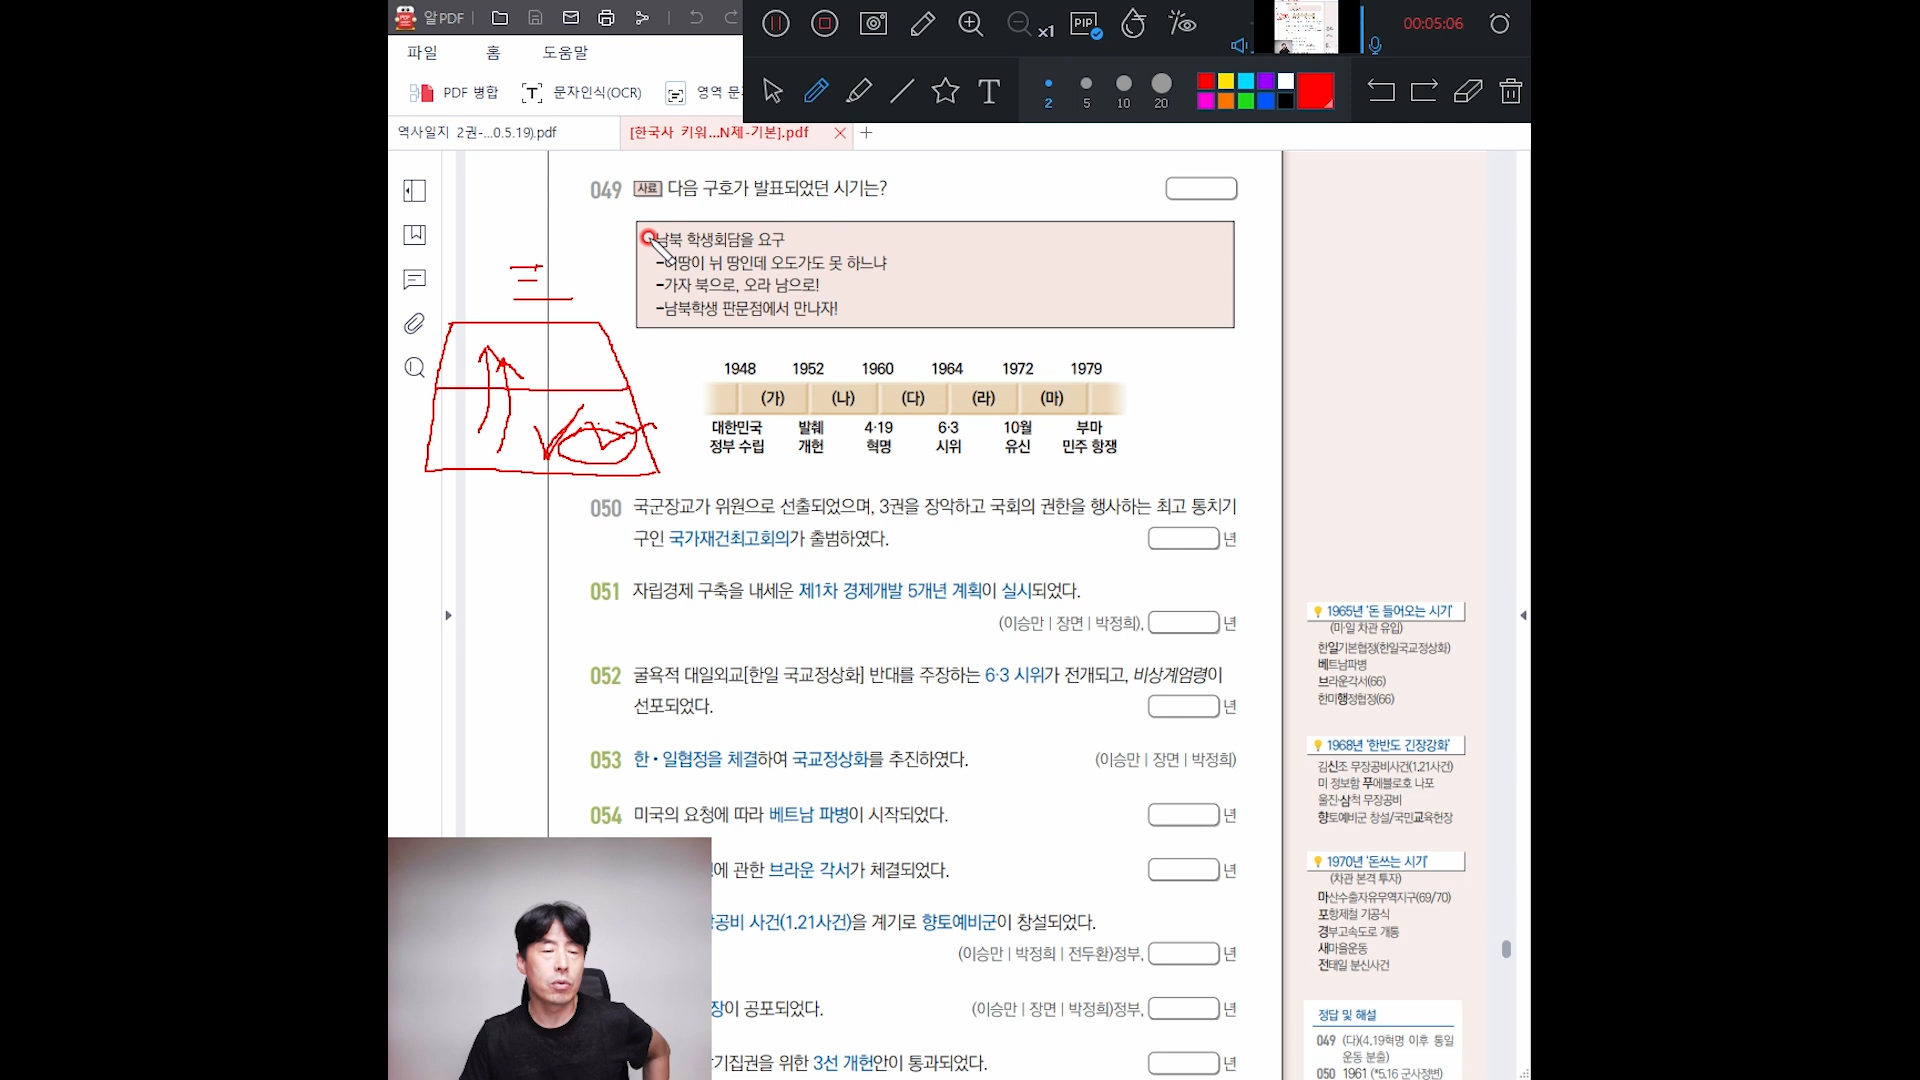 알PDF
x1
PIP
00:05:06
파일 홈 도움말
PDF 병합 문자인식(OCR) 영역 문
T
2 5 10 20
역사일지 2권-...0.5.19).pdf
[한국사 키워...N제-기본].pdf
049 사료 다음 구호가 발표되었던 시기는?
남북 학생회담을 요구
-이땅이 뉘 땅인데 오도가도 못 하느냐
-가자 북으로, 오라 남으로!
-남북학생 판문점에서 만나자!
1948 1952 1960 1964 1972 1979
(가) (나) (다) (라) (마)
대한민국 발췌 4·19 6·3 10월 부마
정부 수립 개헌 혁명 시위 유신 민주 항쟁
050 국군장교가 위원으로 선출되었으며, 3권을 장악하고 국회의 권한을 행사하는 최고 통치기
구인 국가재건최고회의가 출범하였다. 년
051 자립경제 구축을 내세운 제1차 경제개발 5개년 계획이 실시되었다.
(이승만 | 장면 | 박정희), 년
052 굴욕적 대일외교[한일 국교정상화] 반대를 주장하는 6·3 시위가 전개되고, 비상계엄령이
선포되었다. 년
053 한·일협정을 체결하여 국교정상화를 추진하였다. (이승만 | 장면 | 박정희)
054 미국의 요청에 따라 베트남 파병이 시작되었다. 년
에 관한 브라운 각서가 체결되었다. 년
공비 사건(1.21사건)을 계기로 향토예비군이 창설되었다.
(이승만 | 박정희 | 전두환)정부, 년
장이 공포되었다. (이승만 | 장면 | 박정희)정부, 년
기집권을 위한 3선 개헌안이 통과되었다. 년
1965년 '돈 들어오는 시기'
(미·일 차관 유입)
한일기본협정(한일국교정상화)
베트남파병
브라운각서(66)
한미행정협정(66)
1968년 '한반도 긴장강화'
김신조 무장공비사건(1.21사건)
미 정보함 푸에블로호 나포
울진·삼척 무장공비
향토예비군 창설/국민교육헌장
1970년 '돈쓰는 시기'
(차관 본격 투자)
마산수출자유무역지구(69/70)
포항제철 기공식
경부고속도로 개통
새마을운동
전태일 분신사건
정답 및 해설
049 (다)(4.19혁명 이후 통일
운동 분출)
050 1961 (*5.16 군사정변)